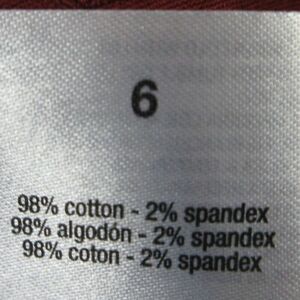 6
98% cotton - 2% spandex
98% algodón - 2% spandex
98% coton - 2% spandex